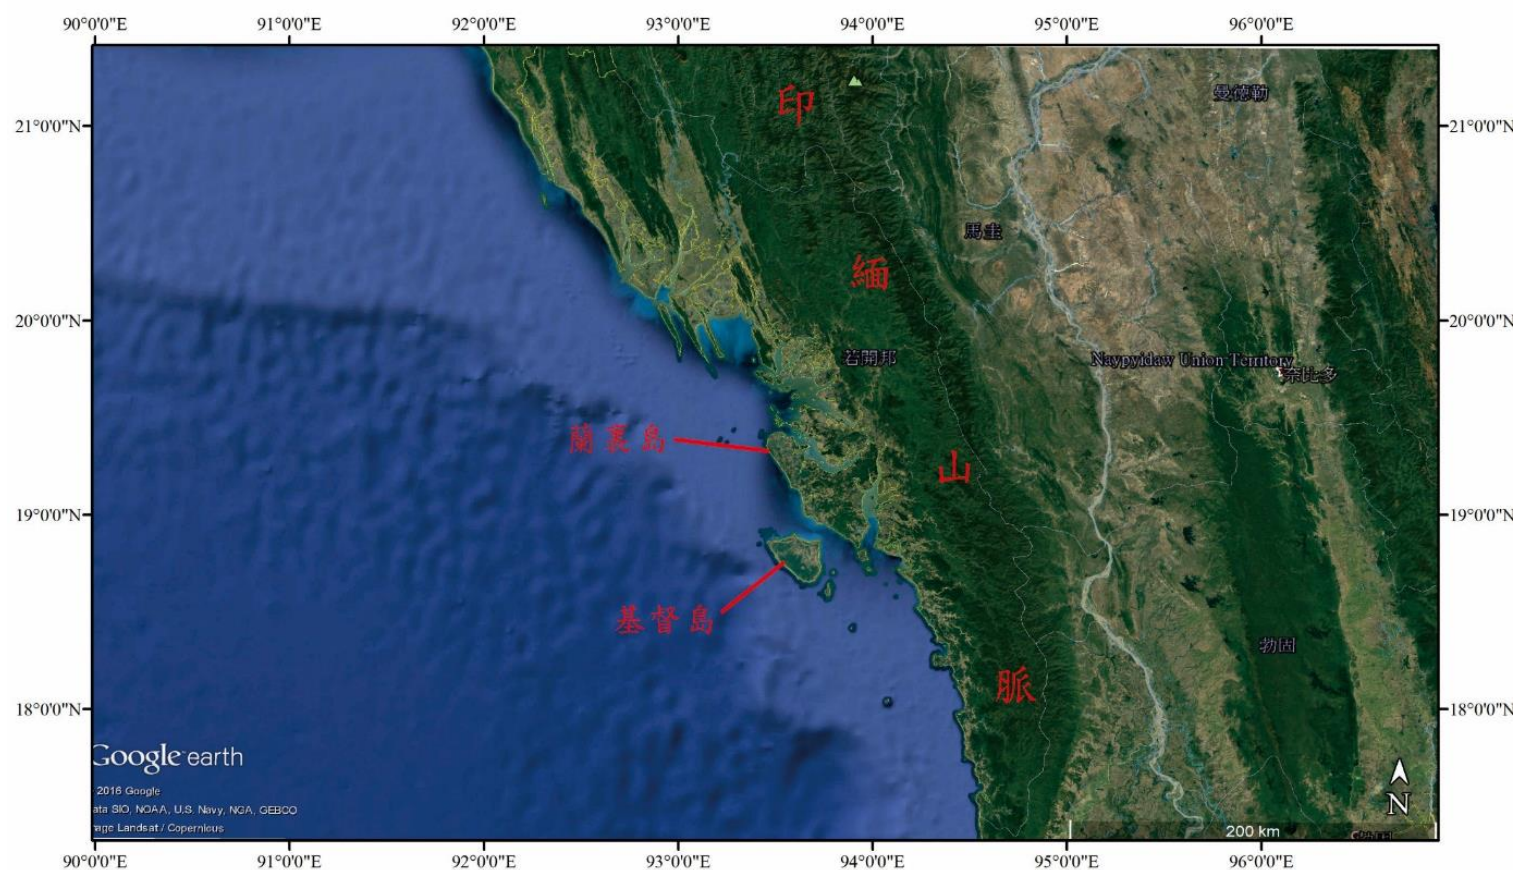 90°0'0"E 91°0'0"E 92°0'0"E 93°0'0"E 94°0'0"E 95°0'0"E 96°0'0"E
曼德勒
印
21°0'0"N 21°0'0"N
馬圭
緬
20°0'0"N 20°0'0"N
若開邦
Naypyidaw Union Territory
奈比多
蘭裏島
山
19°0'0"N 19°0'0"N
基督島
勃固
脈
18°0'0"N 18°0'0"N
Google earth
2016 Google
ata SIO, NOAA, U.S. Navy, NGA, GEBCO
age Landsat / Copernicus
N
200 km
90°0'0"E 91°0'0"E 92°0'0"E 93°0'0"E 94°0'0"E 95°0'0"E 96°0'0"E